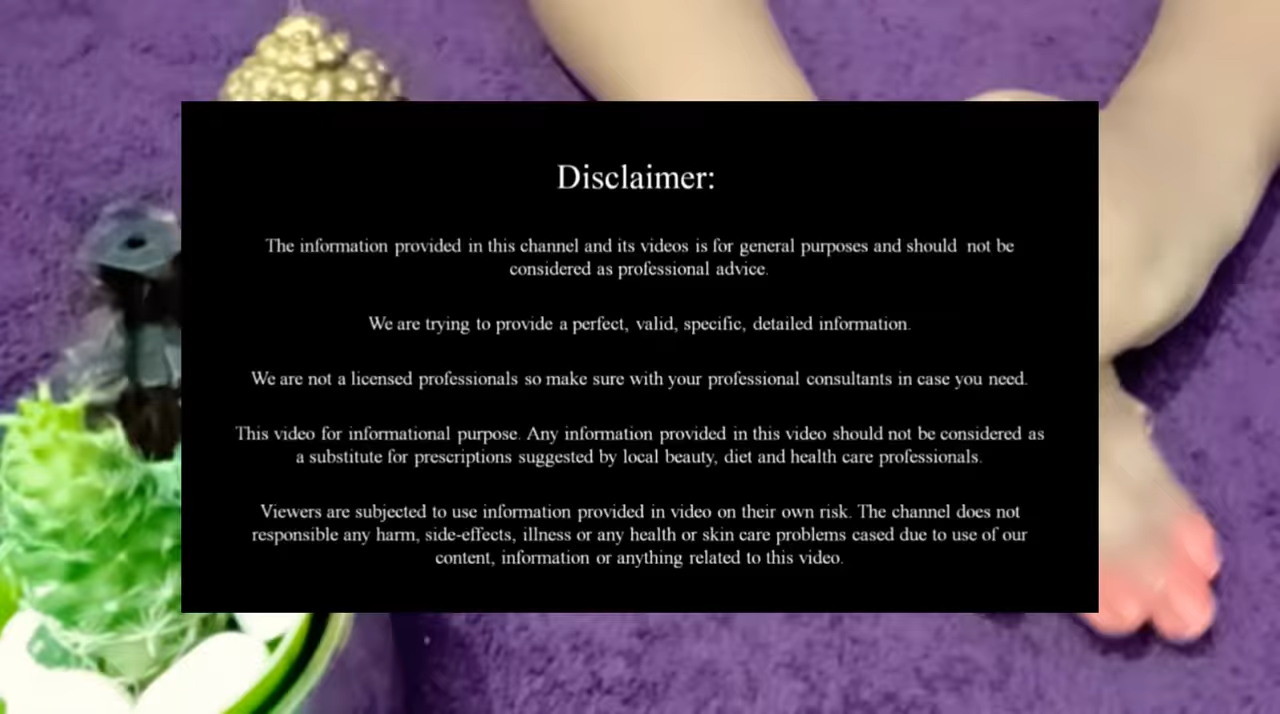 Disclaimer:
The information provided in this channel and its videos is for general purposes and should not be
considered as professional advice.
We are trying to provide a perfect, valid, specific, detailed information.
We are not a licensed professionals so make sure with your professional consultants in case you need.
This video for informational purpose. Any information provided in this video should not be considered as
a substitute for prescriptions suggested by local beauty, diet and health care professionals.
Viewers are subjected to use information provided in video on their own risk. The channel does not
responsible any harm, side-effects, illness or any health or skin care problems cased due to use of our
content, information or anything related to this video.